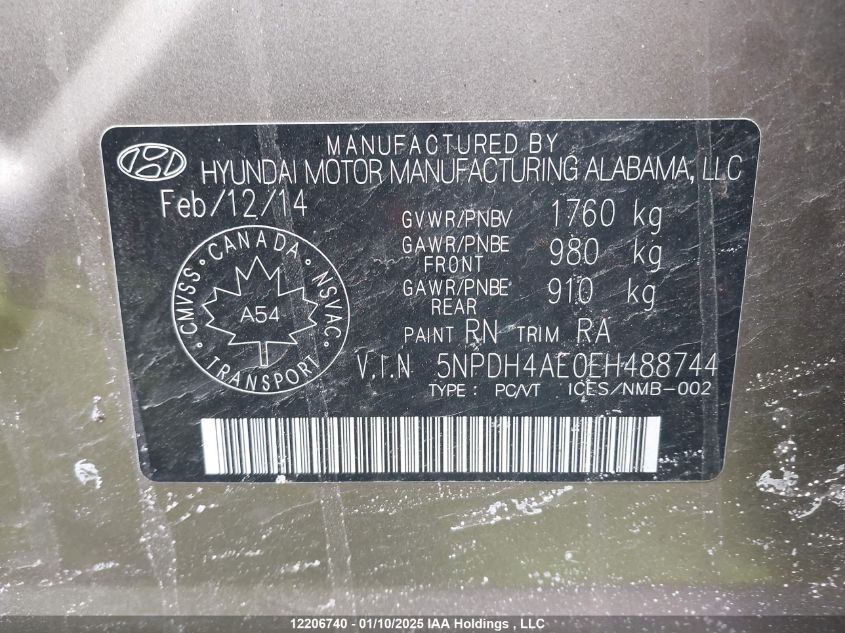 MANUFACTURED BY
HYUNDAI MOTOR MANUFACTURING ALABAMA, LLC
Feb/12/14
GVWR/PNBV 1760 kg
GAWR/PNBE FRONT 980 kg
GAWR/PNBE REAR 910 kg
PAINT RN TRIM RA
V.I.N 5NPDH4AE0EH488744
TYPE : PC/VT ICES/NMB-002
CMVSS · CANADA · NSVAC
A54
· TRANSPORT ·
12206740 - 01/10/2025 IAA Holdings , LLC